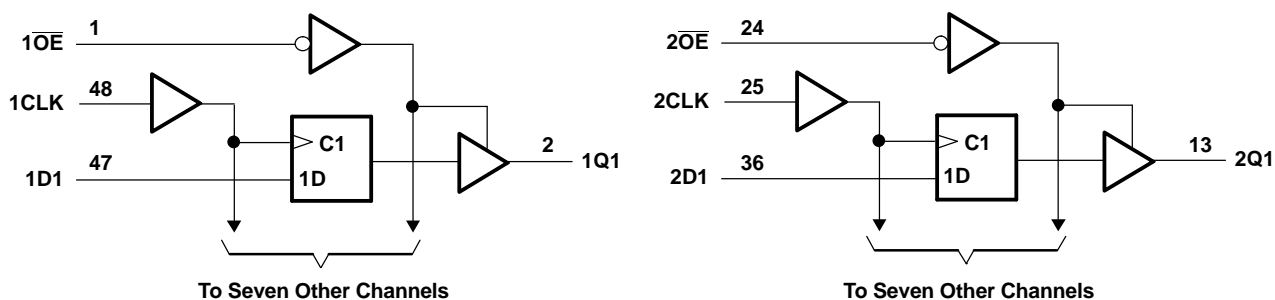 1
1OE
48
1CLK
C1
2
1Q1
47
1D1
1D
To Seven Other Channels
24
2OE
25
2CLK
C1
13
2Q1
36
2D1
1D
To Seven Other Channels